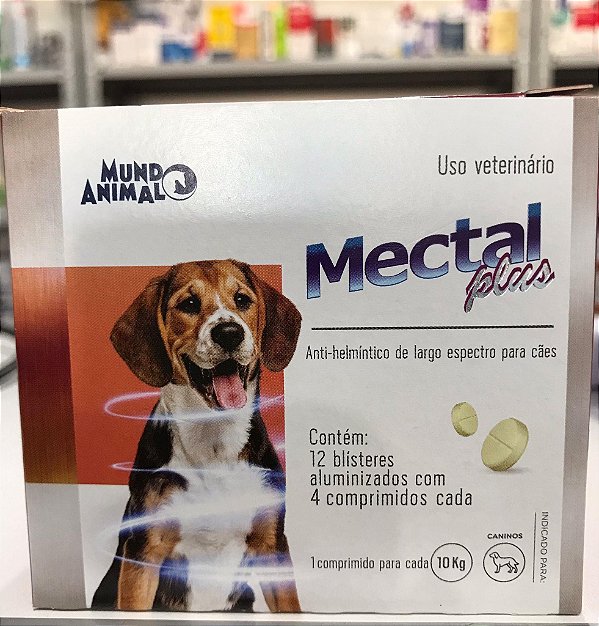 MUNDO
ANIMAL
Uso veterinário
Mectal
plus
Anti-helmíntico de largo espectro para cães
Contém:
12 blísteres
aluminizados com
4 comprimidos cada
1 comprimido para cada 10 Kg
CANINOS
INDICADO PARA: